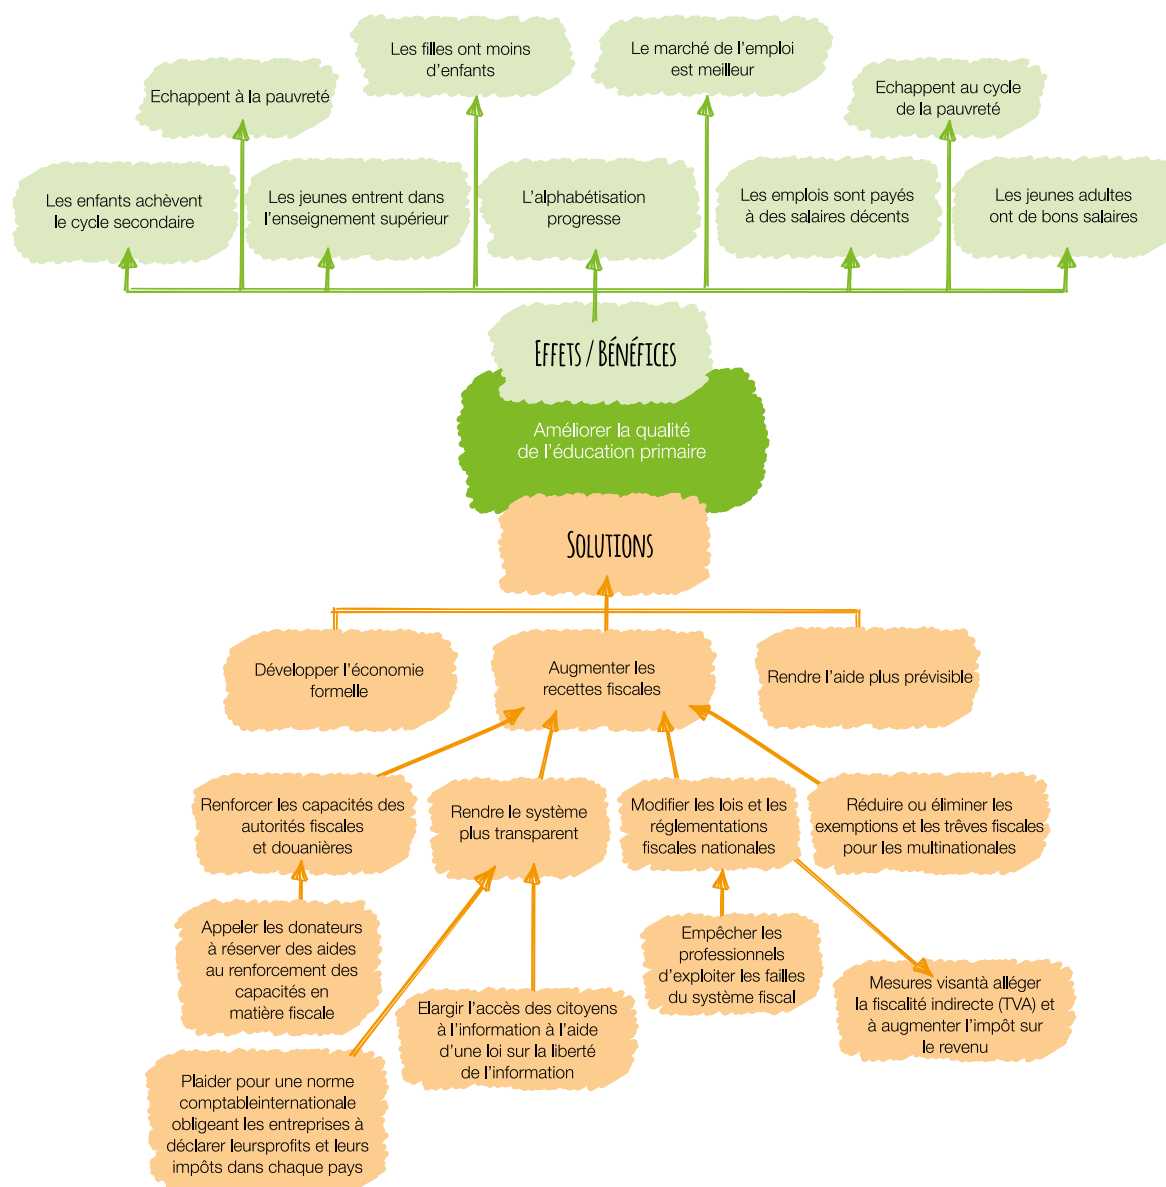 Les filles ont moins
d’enfants
Le marché de l’emploi
est meilleur
Echappent à la pauvreté
Echappent au cycle
de la pauvreté
Les enfants achèvent
le cycle secondaire
Les jeunes entrent dans
l’enseignement supérieur
L’alphabétisation
progresse
Les emplois sont payés
à des salaires décents
Les jeunes adultes
ont de bons salaires
EFFETS / BÉNÉFICES
Améliorer la qualité
de l’éducation primaire
SOLUTIONS
Développer l’économie
formelle
Augmenter les
recettes fiscales
Rendre l’aide plus prévisible
Renforcer les capacités des
autorités fiscales
et douanières
Rendre le système
plus transparent
Modifier les lois et les
réglementations
fiscales nationales
Réduire ou éliminer les
exemptions et les trêves fiscales
pour les multinationales
Appeler les donateurs
à réserver des aides
au renforcement des
capacités en
matière fiscale
Elargir l’accès des citoyens
à l’information à l’aide
d’une loi sur la liberté
de l’information
Empêcher les
professionnels
d’exploiter les failles
du système fiscal
Mesures visantà alléger
la fiscalité indirecte (TVA) et
à augmenter l’impôt sur
le revenu
Plaider pour une norme
comptableinternationale
obligeant les entreprises à
déclarer leursprofits et leurs
impôts dans chaque pays